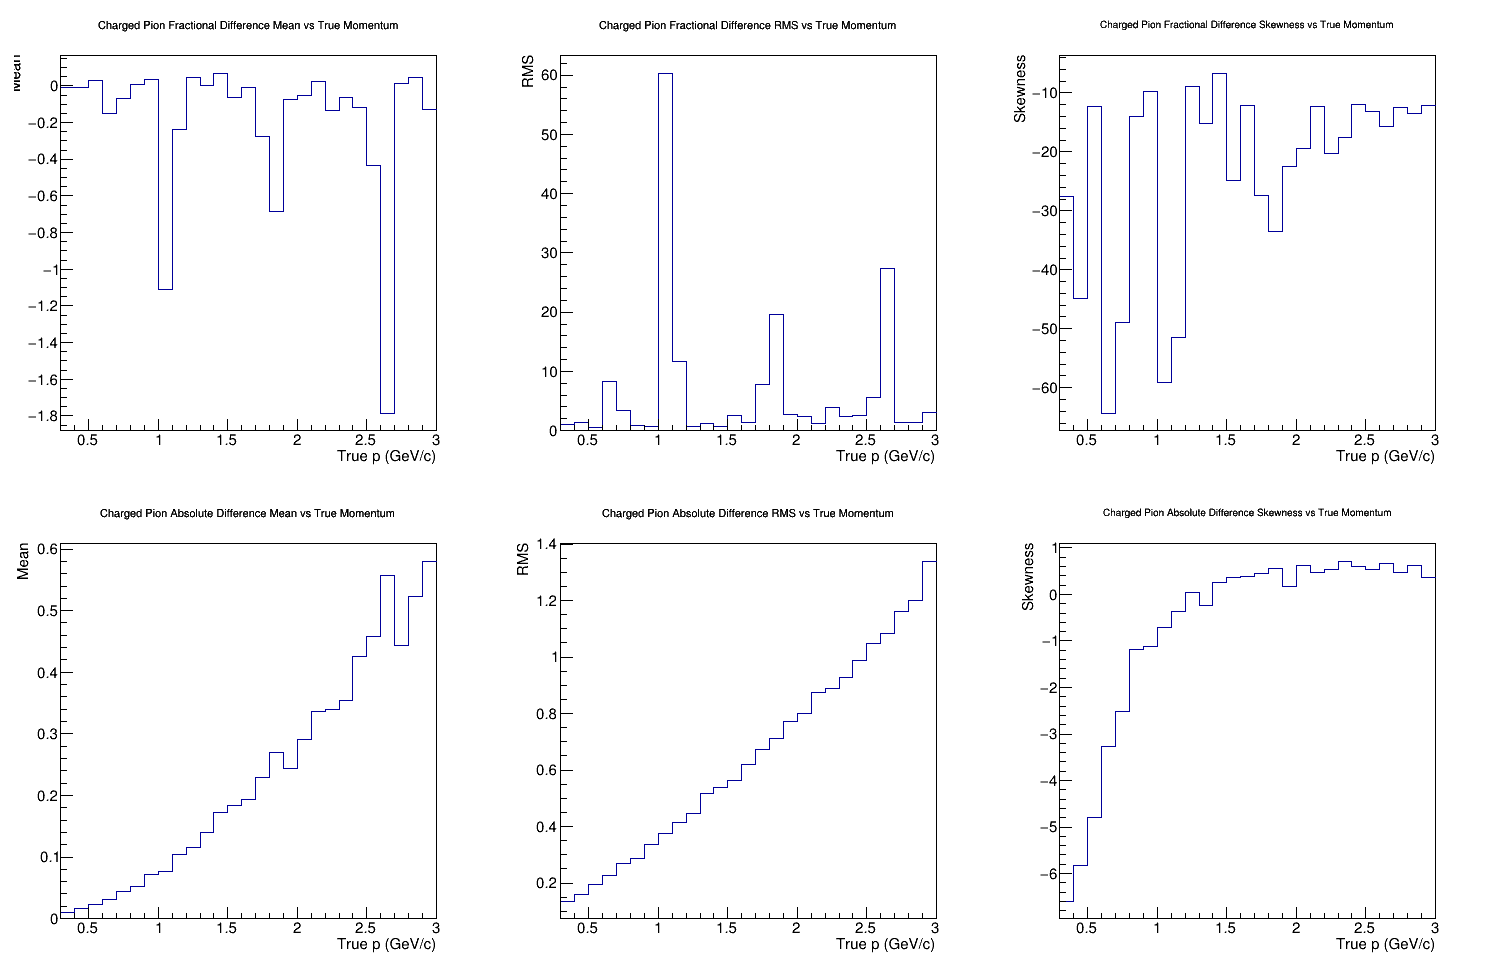 Charged Pion Fractional Difference Mean vs True Momentum
Mean
0
−0.2
−0.4
−0.6
−0.8
−1
−1.2
−1.4
−1.6
−1.8
0.5 1 1.5 2 2.5 3
True p (GeV/c)
Charged Pion Fractional Difference RMS vs True Momentum
RMS
60
50
40
30
20
10
0
0.5 1 1.5 2 2.5 3
True p (GeV/c)
Charged Pion Fractional Difference Skewness vs True Momentum
Skewness
−10
−20
−30
−40
−50
−60
0.5 1 1.5 2 2.5 3
True p (GeV/c)
Charged Pion Absolute Difference Mean vs True Momentum
Mean
0.6
0.5
0.4
0.3
0.2
0.1
0
0.5 1 1.5 2 2.5 3
True p (GeV/c)
Charged Pion Absolute Difference RMS vs True Momentum
RMS
1.4
1.2
1
0.8
0.6
0.4
0.2
0.5 1 1.5 2 2.5 3
True p (GeV/c)
Charged Pion Absolute Difference Skewness vs True Momentum
Skewness
1
0
−1
−2
−3
−4
−5
−6
0.5 1 1.5 2 2.5 3
True p (GeV/c)